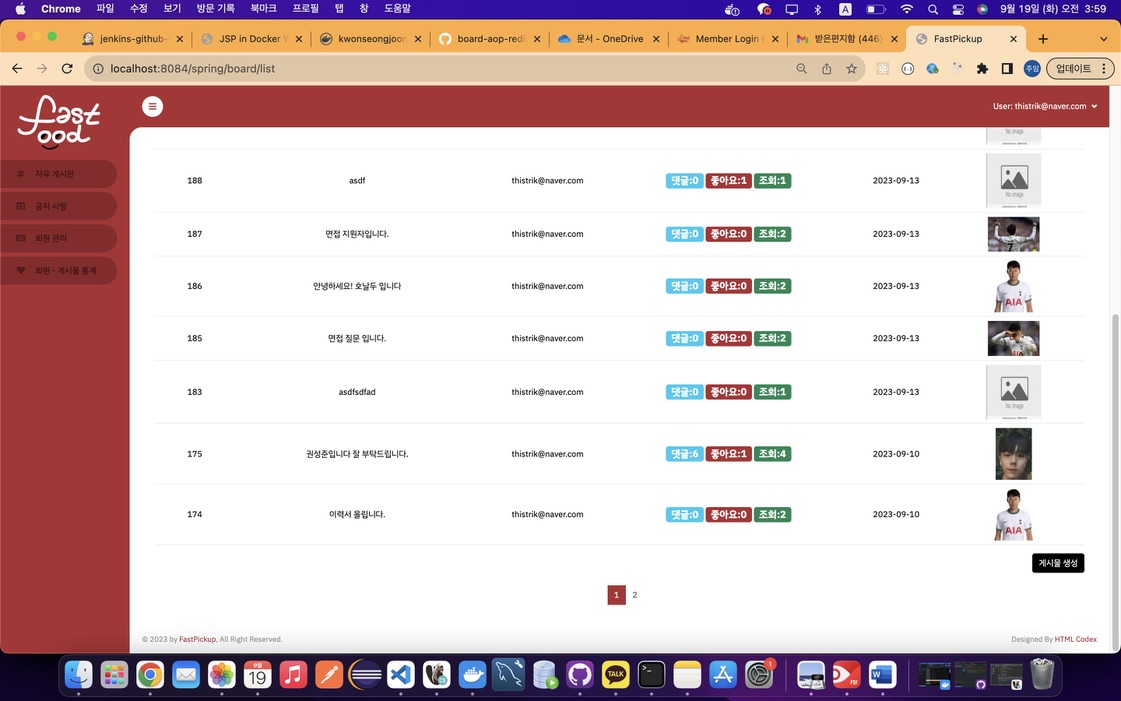 Chrome 파일 수정 보기 방문 기록 북마크 프로필 탭 창 도움말 A 9월 19일 (화) 오전 3:59
jenkins-github- JSP in Docker W kwonseongjoon board-aop-redi 문서 - OneDrive Member Login 받은편지함 (446) FastPickup
localhost:8084/spring/board/list 주임 업데이트
fast food
User: thistrik@naver.com
# 자유 게시판
공지 사항
회원 관리
회원 - 게시물 통계
No image
188 asdf thistrik@naver.com 댓글:0 좋아요:1 조회:1 2023-09-13 No image
187 면접 지원자입니다. thistrik@naver.com 댓글:0 좋아요:0 조회:2 2023-09-13 7
186 안녕하세요! 호날두 입니다 thistrik@naver.com 댓글:0 좋아요:0 조회:2 2023-09-13 AIA
185 면접 질문 입니다. thistrik@naver.com 댓글:0 좋아요:0 조회:2 2023-09-13
183 asdfsdfad thistrik@naver.com 댓글:0 좋아요:0 조회:1 2023-09-13 No image
175 권성준입니다 잘 부탁드립니다. thistrik@naver.com 댓글:6 좋아요:1 조회:4 2023-09-10
174 이력서 올립니다. thistrik@naver.com 댓글:0 좋아요:0 조회:2 2023-09-10 AIA
게시물 생성
1 2
© 2023 by FastPickup, All Right Reserved. Designed By HTML Codex
9월 19 TALK 1 PDF W